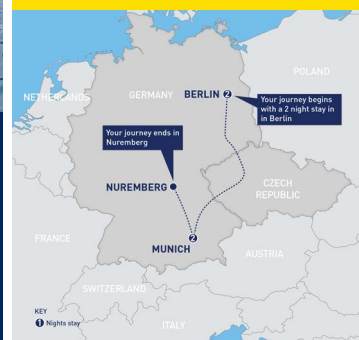 POLAND
NETHERLANDS
GERMANY
BERLIN 2
Your journey begins
with a 2 night stay in
in Berlin
Your journey ends in
Nuremberg
NUREMBERG
CZECH
REPUBLIC
FRANCE
MUNICH
2
AUSTRIA
SWITZERLAND
KEY
1 Nights stay
ITALY